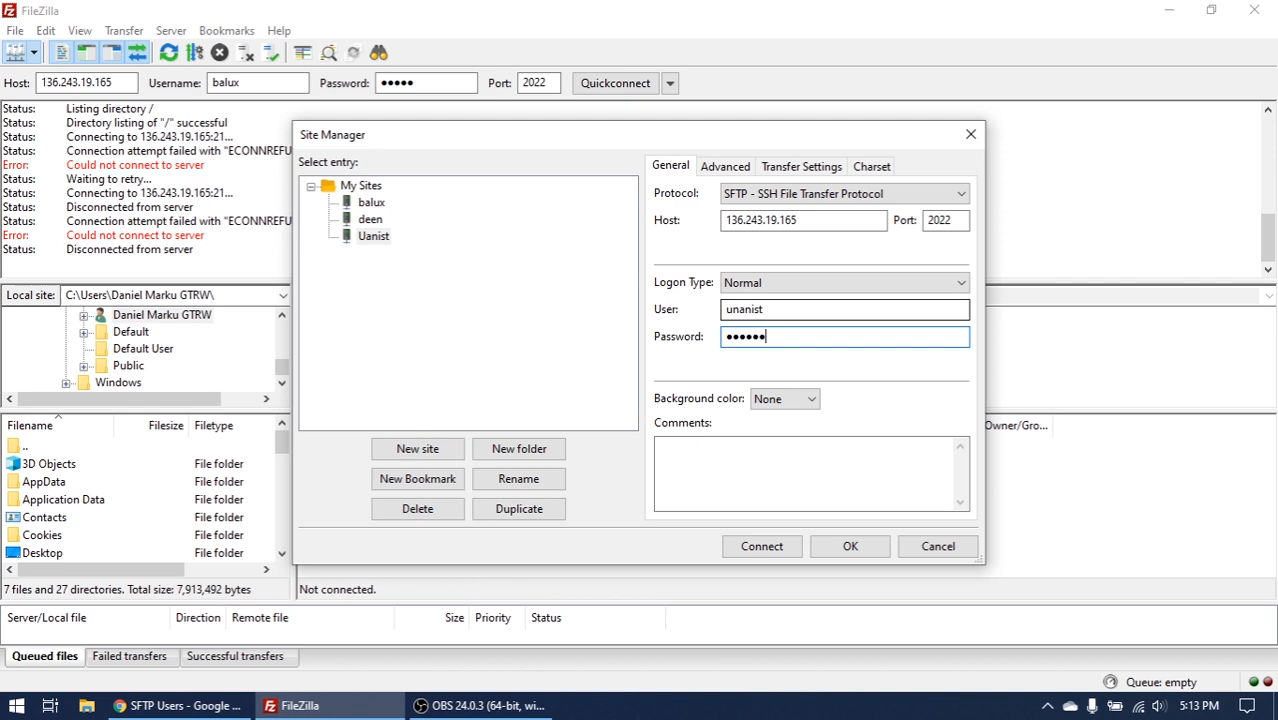 FileZilla
File Edit View Transfer Server Bookmarks Help
Host: 136.243.19.165 Username: balux Password: ●●●●● Port: 2022 Quickconnect
Status: Listing directory /
Status: Directory listing of "/" successful
Status: Connecting to 136.243.19.165:21...
Status: Connection attempt failed with "ECONNREFU
Error: Could not connect to server
Status: Waiting to retry...
Status: Connecting to 136.243.19.165:21...
Status: Disconnected from server
Status: Connection attempt failed with "ECONNREFU
Error: Could not connect to server
Status: Disconnected from server
Local site: C:\Users\Daniel Marku GTRW\
Daniel Marku GTRW
Default
Default User
Public
Windows
Filename Filesize Filetype
..
3D Objects File folder
AppData File folder
Application Data File folder
Contacts File folder
Cookies File folder
Desktop File folder
7 files and 27 directories. Total size: 7,913,492 bytes
Site Manager
Select entry:
My Sites
balux
deen
Uanist
New site New folder
New Bookmark Rename
Delete Duplicate
General Advanced Transfer Settings Charset
Protocol: SFTP - SSH File Transfer Protocol
Host: 136.243.19.165 Port: 2022
Logon Type: Normal
User: unanist
Password: ●●●●●●
Background color: None
Comments:
Connect OK Cancel
Owner/Gro...
Not connected.
Server/Local file Direction Remote file Size Priority Status
Queued files Failed transfers Successful transfers
Queue: empty
SFTP Users - Google ... FileZilla OBS 24.0.3 (64-bit, wi... 5:13 PM